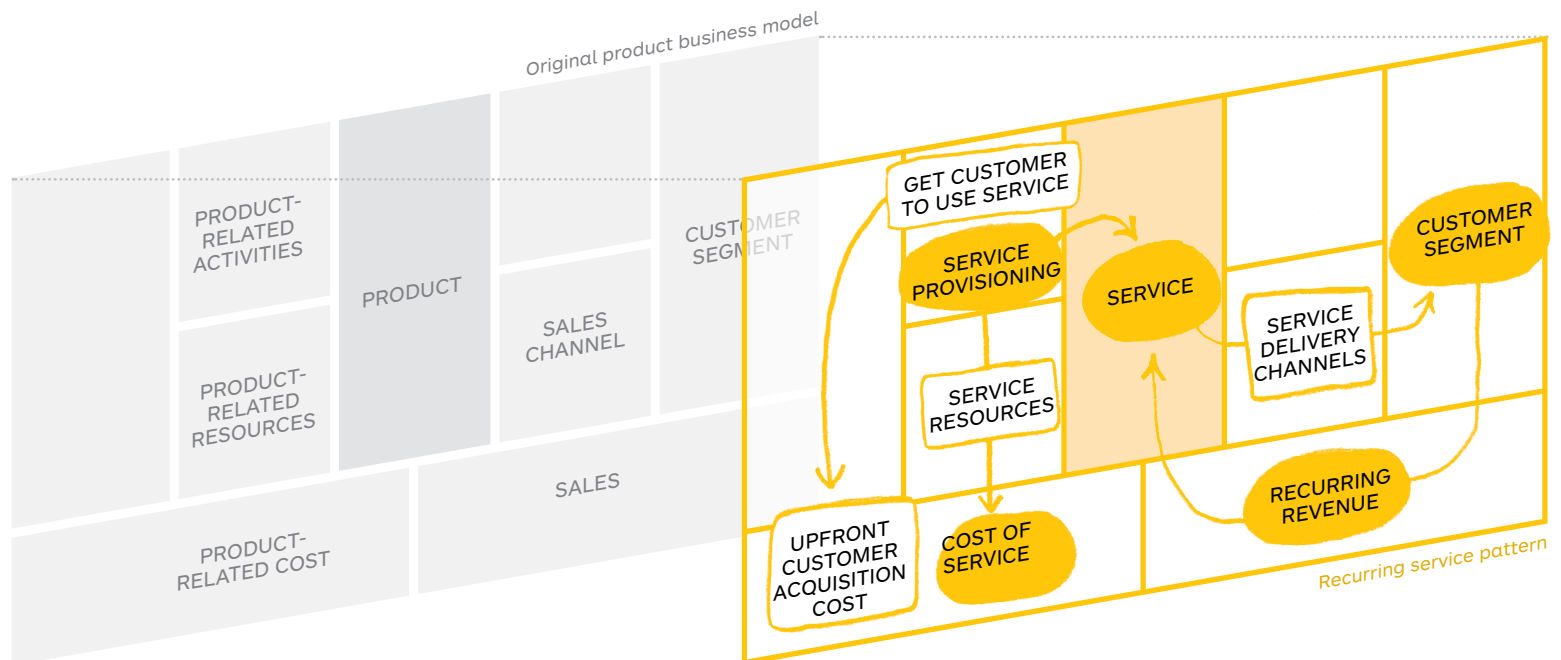 Original product business model
PRODUCT-
RELATED
ACTIVITIES
PRODUCT-
RELATED
RESOURCES
PRODUCT
SALES
CHANNEL
CUSTOMER
SEGMENT
PRODUCT-
RELATED COST
SALES
GET CUSTOMER
TO USE SERVICE
SERVICE
PROVISIONING
SERVICE
RESOURCES
SERVICE
SERVICE
DELIVERY
CHANNELS
CUSTOMER
SEGMENT
UPFRONT
CUSTOMER
ACQUISITION
COST
COST OF
SERVICE
RECURRING
REVENUE
Recurring service pattern